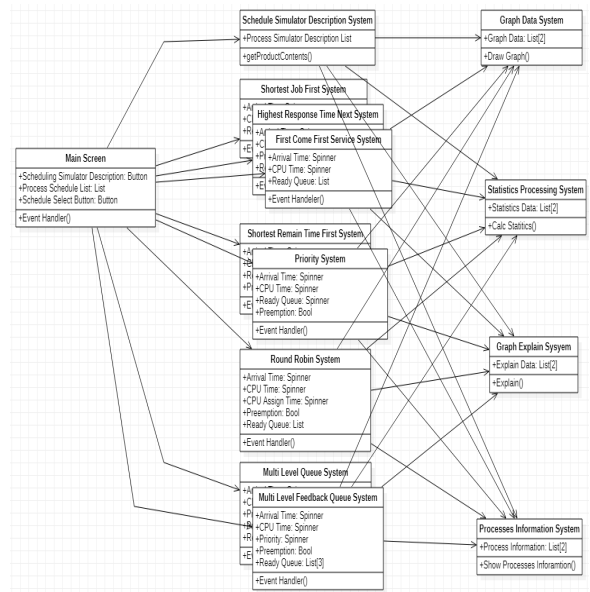 Schedule Simulator Description System
+Process Simulator Description List
+getProductContents()
Graph Data System
+Graph Data: List[2]
+Draw Graph()
Shortest Job First System
Highest Response Time Next System
First Come First Service System
+Arrival Time: Spinner
+CPU Time: Spinner
+Ready Queue: List
+Event Handeler()
Main Screen
+Scheduling Simulator Description: Button
+Process Schedule List: List
+Schedule Select Button: Button
+Event Handler()
Statistics Processing System
+Statistics Data: List[2]
+Calc Statitics()
Shortest Remain Time First System
Priority System
+Arrival Time: Spinner
+CPU Time: Spinner
+Ready Queue: Spinner
+Preemption: Bool
+Event Handler()
Graph Explain Sysyem
+Explain Data: List[2]
+Explain()
Round Robin System
+Arrival Time: Spinner
+CPU Time: Spinner
+CPU Assign Time: Spinner
+Preemption: Bool
+Ready Queue: List
+Event Handler()
Multi Level Queue System
Multi Level Feedback Queue System
+Arrival Time: Spinner
+CPU Time: Spinner
+Priority: Spinner
+Preemption: Bool
+Ready Queue: List[3]
+Event Handler()
Processes Information System
+Process Information: List[2]
+Show Processes Inforamtion()